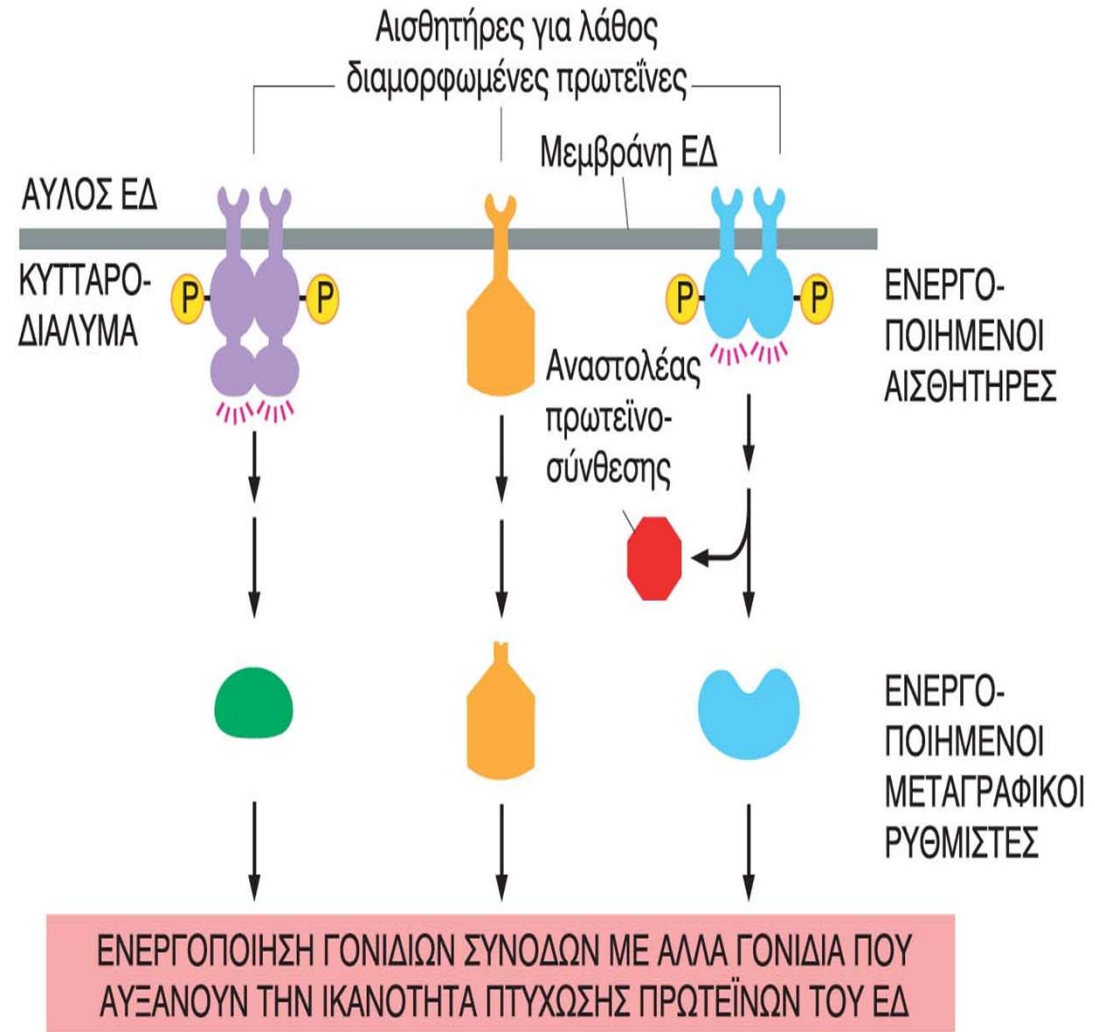 Αισθητήρες για λάθος
διαμορφωμένες πρωτεΐνες
Μεμβράνη ΕΔ
ΑΥΛΟΣ ΕΔ
ΚΥΤΤΑΡΟ-
ΔΙΑΛΥΜΑ
P
P
P
P
ΕΝΕΡΓΟ-
ΠΟΙΗΜΕΝΟΙ
ΑΙΣΘΗΤΗΡΕΣ
Αναστολέας
πρωτεϊνο-
σύνθεσης
ΕΝΕΡΓΟ-
ΠΟΙΗΜΕΝΟΙ
ΜΕΤΑΓΡΑΦΙΚΟΙ
ΡΥΘΜΙΣΤΕΣ
ΕΝΕΡΓΟΠΟΙΗΣΗ ΓΟΝΙΔΙΩΝ ΣΥΝΟΔΩΝ ΜΕ ΑΛΛΑ ΓΟΝΙΔΙΑ ΠΟΥ
ΑΥΞΑΝΟΥΝ ΤΗΝ ΙΚΑΝΟΤΗΤΑ ΠΤΥΧΩΣΗΣ ΠΡΩΤΕΪΝΩΝ ΤΟΥ ΕΔ